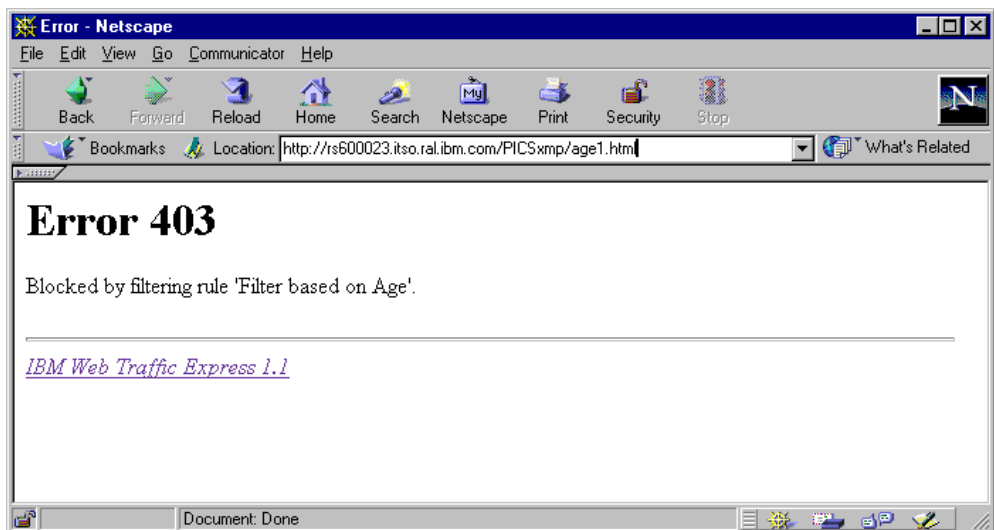 Error - Netscape
File Edit View Go Communicator Help
My
N
Back Forward Reload Home Search Netscape Print Security Stop
Bookmarks Location: http://rs600023.itso.ral.ibm.com/PICSxmp/age1.html What's Related
Error 403
Blocked by filtering rule 'Filter based on Age'.
IBM Web Traffic Express 1.1
Document: Done